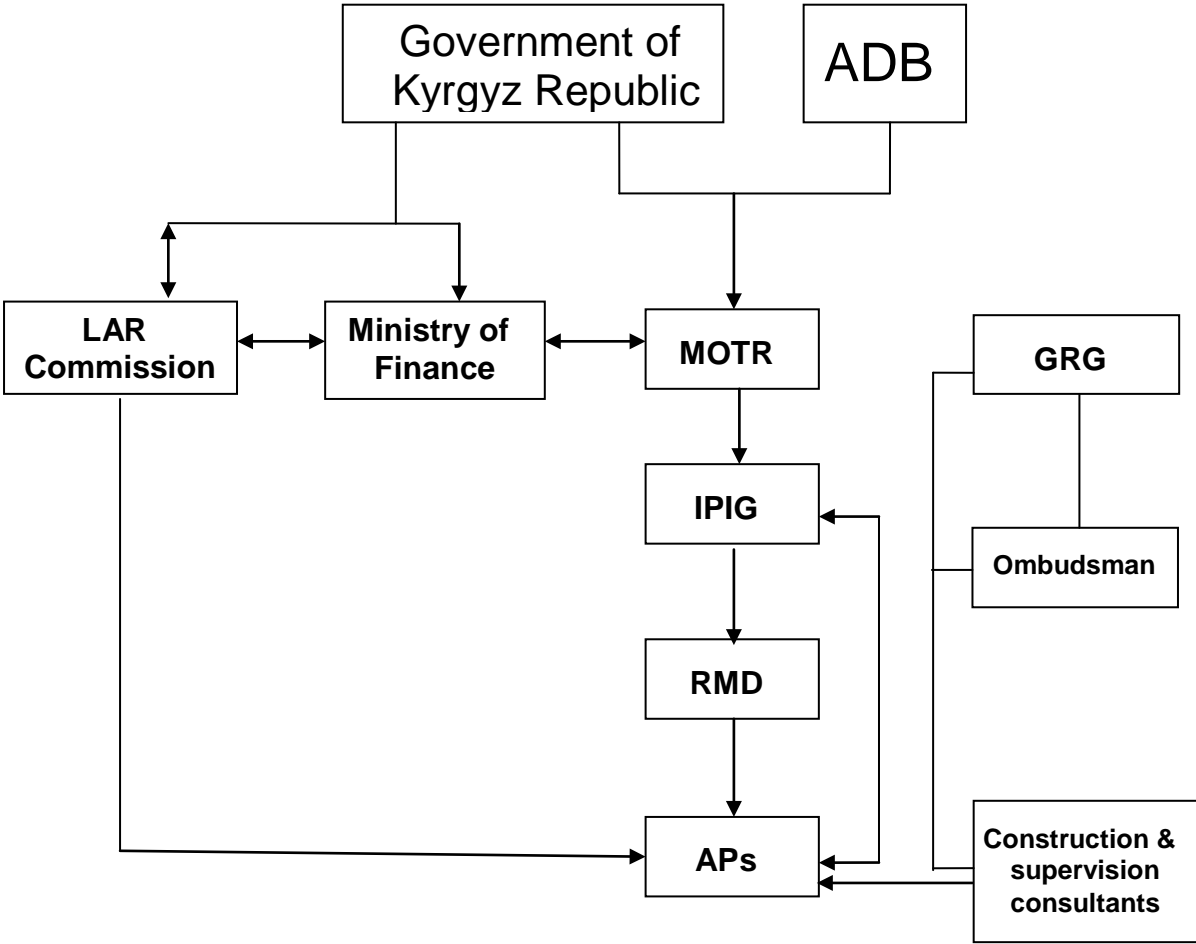 Government of
Kyrgyz Republic
ADB
LAR
Commission
Ministry of
Finance
MOTR
GRG
IPIG
Ombudsman
RMD
APs
Construction &
supervision
consultants